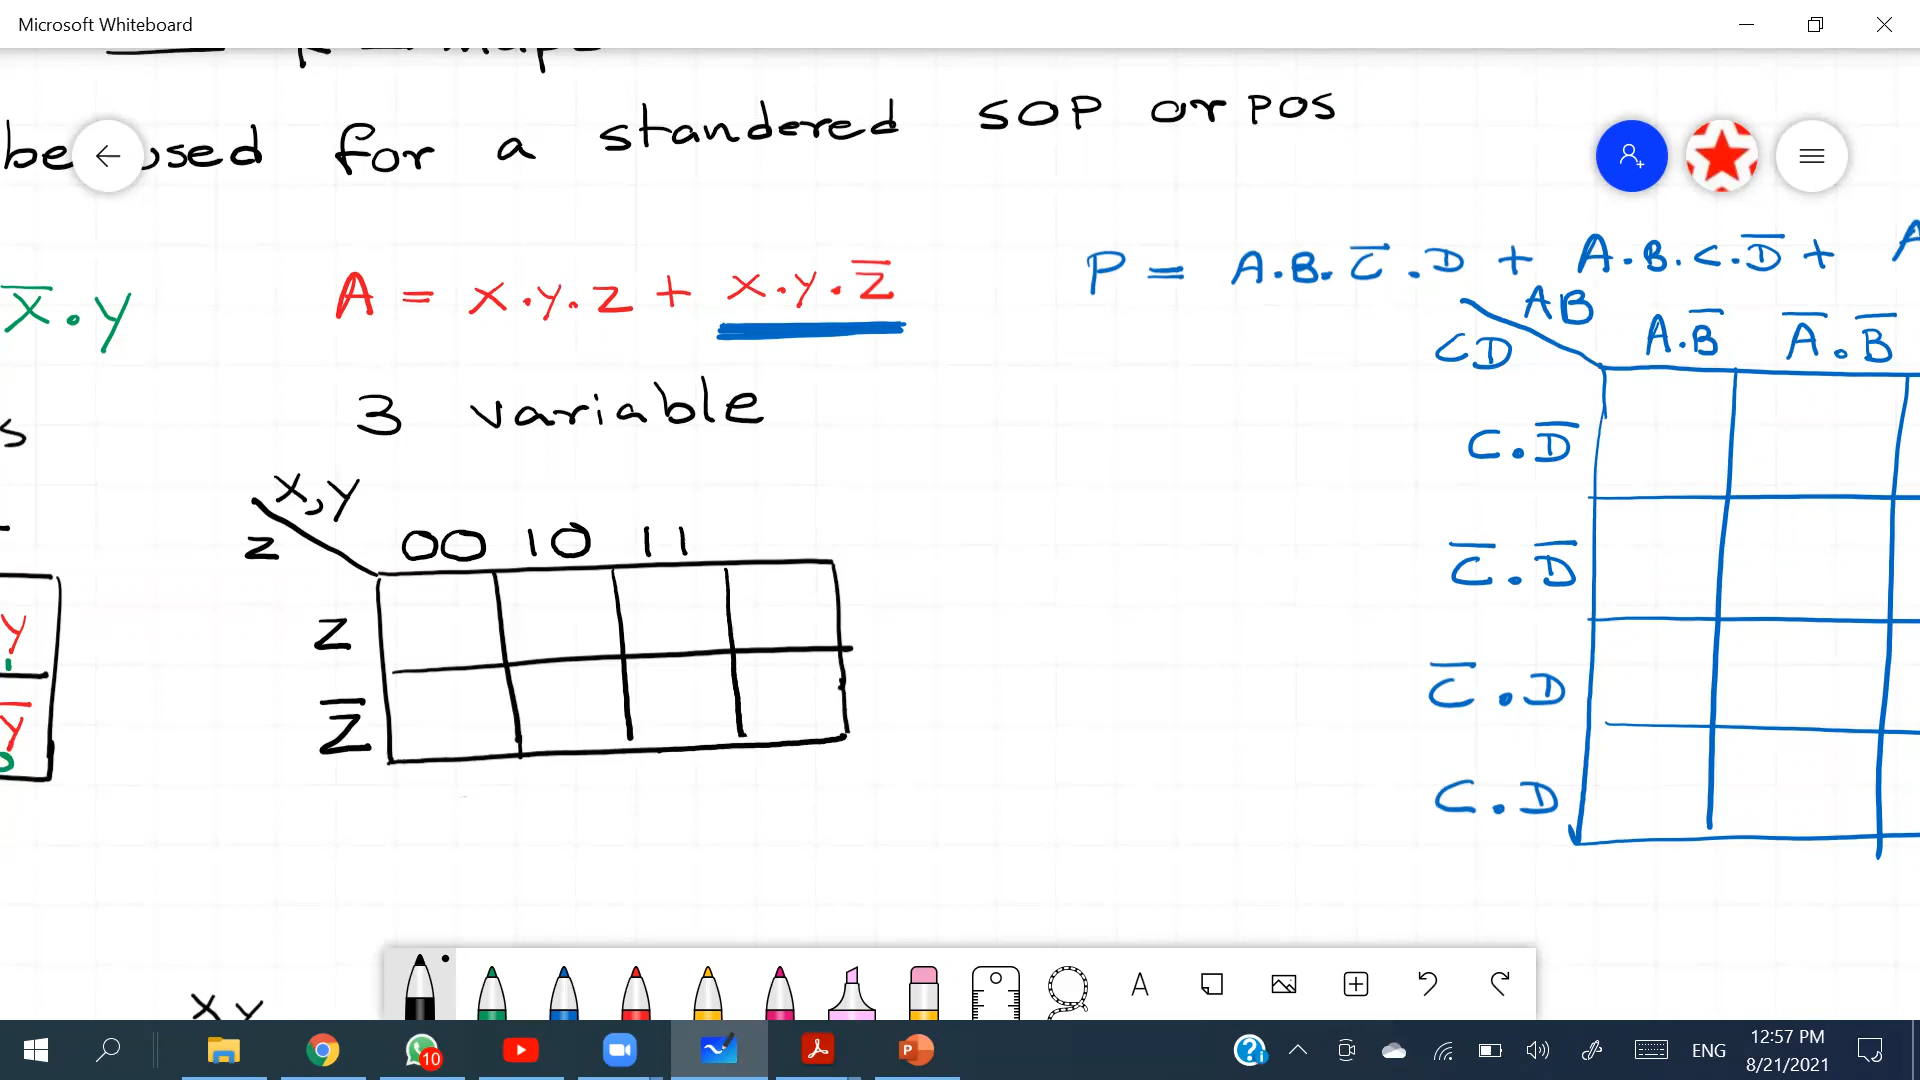 Microsoft Whiteboard
be used for a standered SOP or POS
X̅.Y
A = X.Y.Z + X.Y.Z̅
P = A.B.C̅.D + A.B.C.D̅ + A
3 variable
AB
CD
A.B̅ A̅.B̅
C.D̅
C̅.D̅
C̅.D
C.D
X,Y
Z
00 10 11
Z
Z̅
Y
Y̅
X Y
10
ENG
12:57 PM
8/21/2021